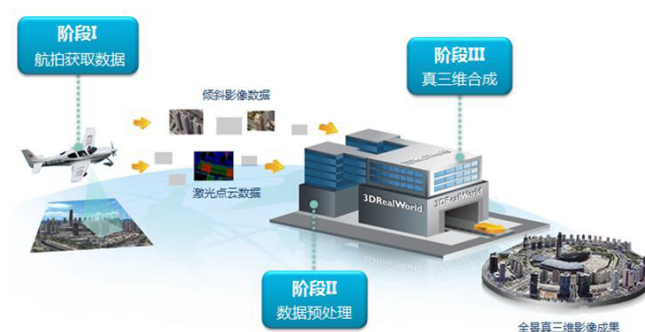 阶段I
航拍获取数据
阶段III
真三维合成
倾斜影像数据
激光点云数据
3DRealWorld
3DRealWorld
阶段II
数据预处理
全景真三维影像成果